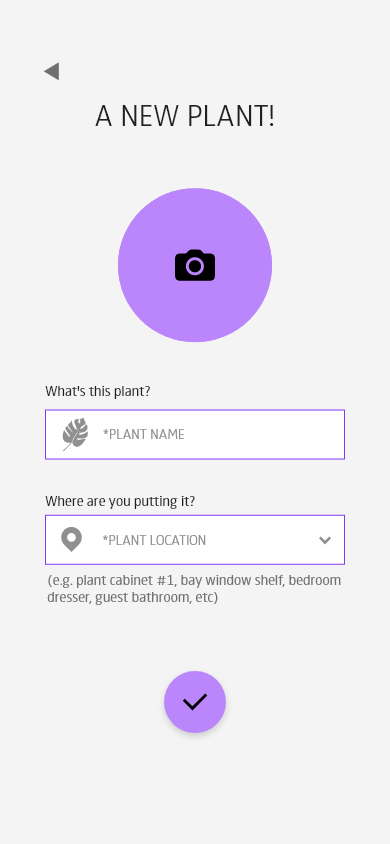 A NEW PLANT!
What's this plant?
*PLANT NAME
Where are you putting it?
*PLANT LOCATION
(e.g. plant cabinet #1, bay window shelf, bedroom
dresser, guest bathroom, etc)